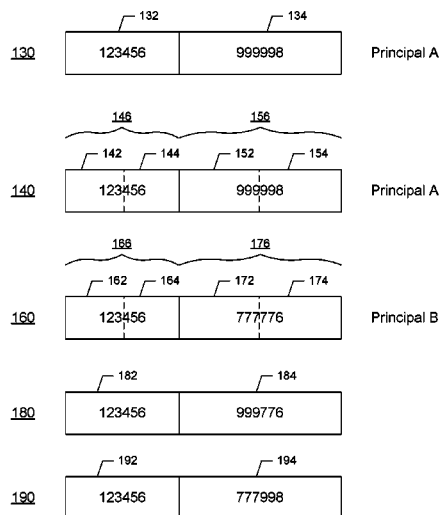 132 134
130 123456 999998 Principal A
146 156
142 144 152 154
140 123456 999998 Principal A
166 176
162 164 172 174
160 123456 777776 Principal B
182 184
180 123456 999776
192 194
190 123456 777998